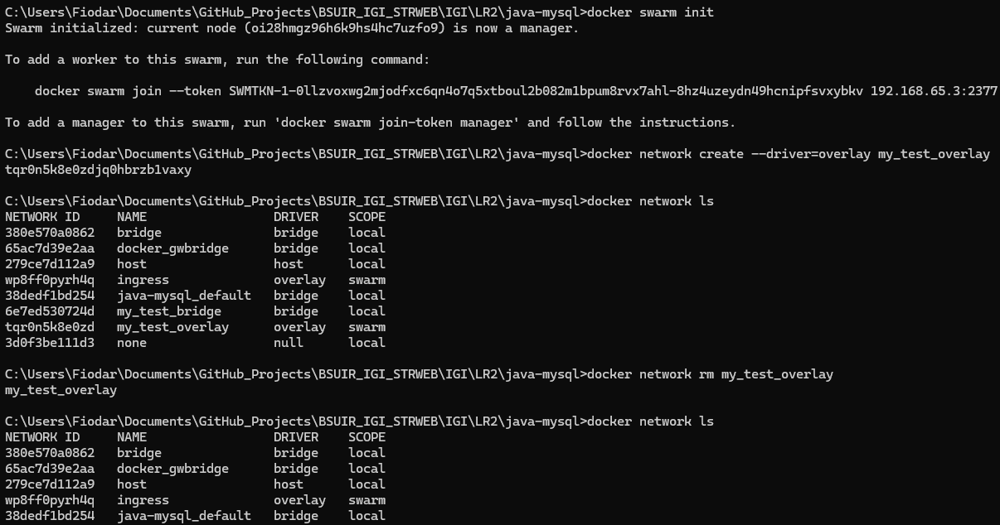 C:\Users\Fiodar\Documents\GitHub_Projects\BSUIR_IGI_STRWEB\IGI\LR2\java-mysql>docker swarm init
Swarm initialized: current node (oi28hmgz96h6k9hs4hc7uzfo9) is now a manager.
To add a worker to this swarm, run the following command:
docker swarm join --token SWMTKN-1-0llzvoxwg2mjodfxc6qn4o7q5xtboul2b082m1bpum8rvx7ahl-8hz4uzeydn49hcnipfsvxybkv 192.168.65.3:2377
To add a manager to this swarm, run 'docker swarm join-token manager' and follow the instructions.
C:\Users\Fiodar\Documents\GitHub_Projects\BSUIR_IGI_STRWEB\IGI\LR2\java-mysql>docker network create --driver=overlay my_test_overlay
tqr0n5k8e0zdjq0hbrzb1vaxy
C:\Users\Fiodar\Documents\GitHub_Projects\BSUIR_IGI_STRWEB\IGI\LR2\java-mysql>docker network ls
NETWORK ID     NAME                 DRIVER    SCOPE
380e570a0862   bridge               bridge    local
65ac7d39e2aa   docker_gwbridge      bridge    local
279ce7d112a9   host                 host      local
wp8ff0pyrh4q   ingress              overlay   swarm
38dedf1bd254   java-mysql_default   bridge    local
6e7ed530724d   my_test_bridge       bridge    local
tqr0n5k8e0zd   my_test_overlay      overlay   swarm
3d0f3be111d3   none                 null      local
C:\Users\Fiodar\Documents\GitHub_Projects\BSUIR_IGI_STRWEB\IGI\LR2\java-mysql>docker network rm my_test_overlay
my_test_overlay
C:\Users\Fiodar\Documents\GitHub_Projects\BSUIR_IGI_STRWEB\IGI\LR2\java-mysql>docker network ls
NETWORK ID     NAME                 DRIVER    SCOPE
380e570a0862   bridge               bridge    local
65ac7d39e2aa   docker_gwbridge      bridge    local
279ce7d112a9   host                 host      local
wp8ff0pyrh4q   ingress              overlay   swarm
38dedf1bd254   java-mysql_default   bridge    local